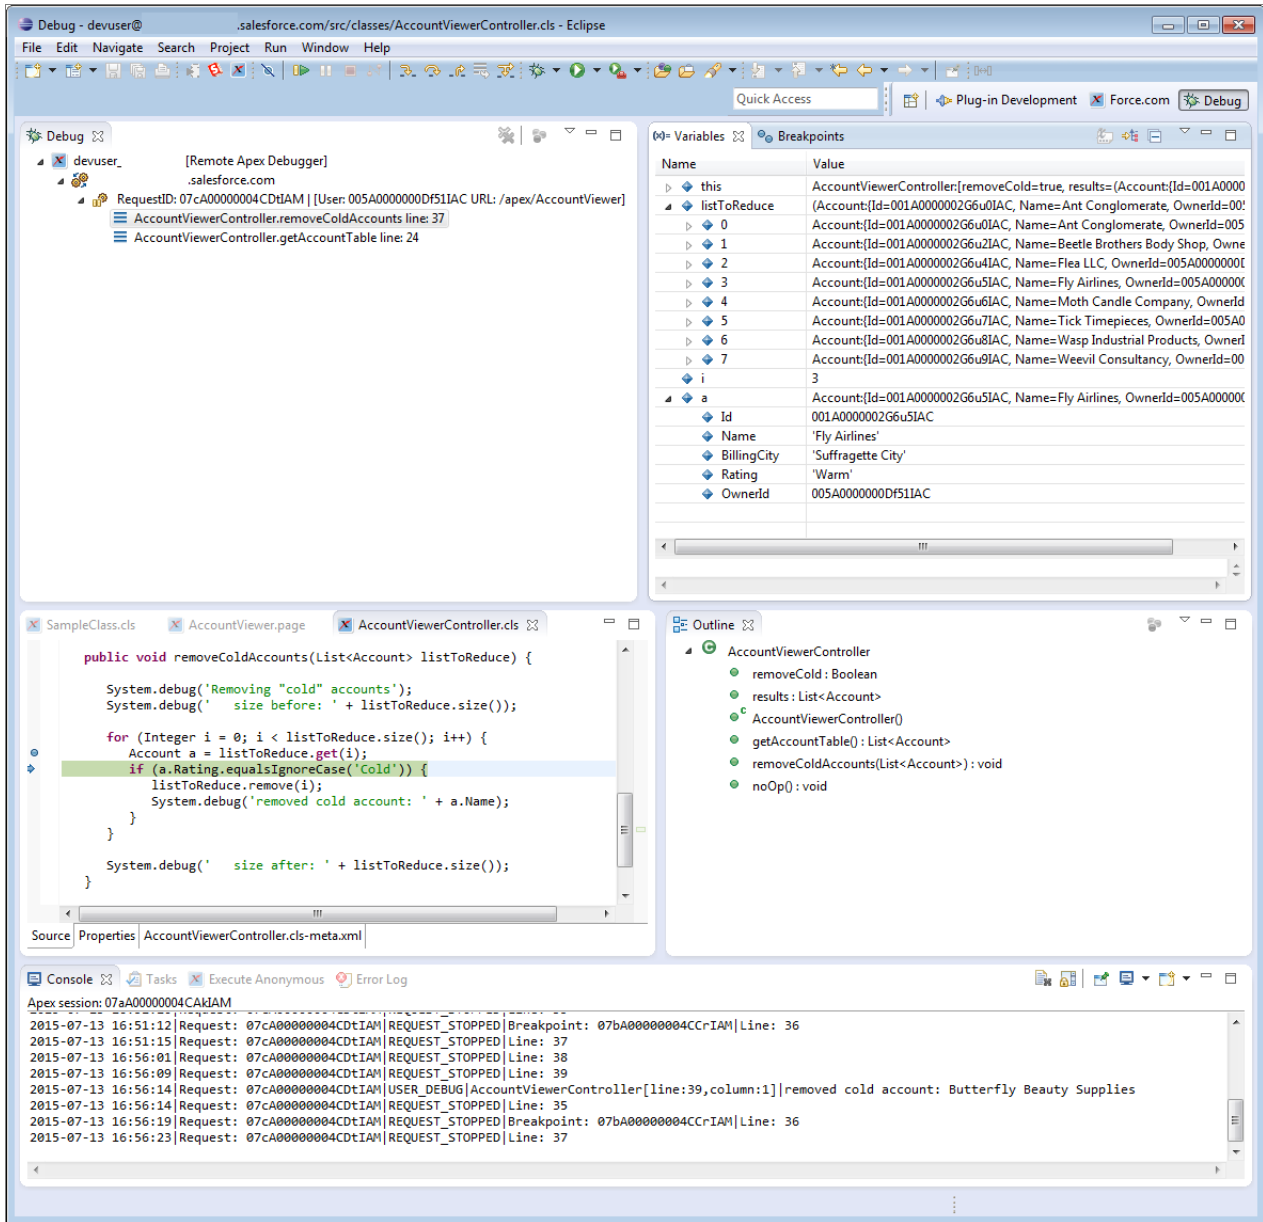 Debug - devuser@ .salesforce.com/src/classes/AccountViewerController.cls - Eclipse
File Edit Navigate Search Project Run Window Help
Quick Access
Plug-in Development Force.com Debug
Debug
devuser_ [Remote Apex Debugger]
.salesforce.com
RequestID: 07cA00000004CDtIAM | [User: 005A0000000Df51IAC URL: /apex/AccountViewer]
AccountViewerController.removeColdAccounts line: 37
AccountViewerController.getAccountTable line: 24
(x)= Variables Breakpoints
Name Value
this AccountViewerController:[removeCold=true, results=(Account:{Id=001A0000
listToReduce (Account:{Id=001A0000002G6u0IAC, Name=Ant Conglomerate, OwnerId=005
0 Account:{Id=001A0000002G6u0IAC, Name=Ant Conglomerate, OwnerId=005
1 Account:{Id=001A0000002G6u2IAC, Name=Beetle Brothers Body Shop, Owne
2 Account:{Id=001A0000002G6u4IAC, Name=Flea LLC, OwnerId=005A0000000D
3 Account:{Id=001A0000002G6u5IAC, Name=Fly Airlines, OwnerId=005A000000
4 Account:{Id=001A0000002G6u6IAC, Name=Moth Candle Company, OwnerId
5 Account:{Id=001A0000002G6u7IAC, Name=Tick Timepieces, OwnerId=005A0
6 Account:{Id=001A0000002G6u8IAC, Name=Wasp Industrial Products, OwnerI
7 Account:{Id=001A0000002G6u9IAC, Name=Weevil Consultancy, OwnerId=00
i 3
a Account:{Id=001A0000002G6u5IAC, Name=Fly Airlines, OwnerId=005A000000
Id 001A0000002G6u5IAC
Name 'Fly Airlines'
BillingCity 'Suffragette City'
Rating 'Warm'
OwnerId 005A0000000Df51IAC
SampleClass.cls AccountViewer.page AccountViewerController.cls
public void removeColdAccounts(List<Account> listToReduce) {
System.debug('Removing "cold" accounts');
System.debug('   size before: ' + listToReduce.size());
for (Integer i = 0; i < listToReduce.size(); i++) {
Account a = listToReduce.get(i);
if (a.Rating.equalsIgnoreCase('Cold')) {
listToReduce.remove(i);
System.debug('removed cold account: ' + a.Name);
}
}
System.debug('   size after: ' + listToReduce.size());
}
Source Properties AccountViewerController.cls-meta.xml
Outline
AccountViewerController
removeCold : Boolean
results : List<Account>
AccountViewerController()
getAccountTable() : List<Account>
removeColdAccounts(List<Account>) : void
noOp() : void
Console Tasks Execute Anonymous Error Log
Apex session: 07aA00000004CAkIAM
2015-07-13 16:51:12|Request: 07cA00000004CDtIAM|REQUEST_STOPPED|Breakpoint: 07bA00000004CCrIAM|Line: 36
2015-07-13 16:51:15|Request: 07cA00000004CDtIAM|REQUEST_STOPPED|Line: 37
2015-07-13 16:56:01|Request: 07cA00000004CDtIAM|REQUEST_STOPPED|Line: 38
2015-07-13 16:56:09|Request: 07cA00000004CDtIAM|REQUEST_STOPPED|Line: 39
2015-07-13 16:56:14|Request: 07cA00000004CDtIAM|USER_DEBUG|AccountViewerController[line:39,column:1]|removed cold account: Butterfly Beauty Supplies
2015-07-13 16:56:14|Request: 07cA00000004CDtIAM|REQUEST_STOPPED|Line: 35
2015-07-13 16:56:19|Request: 07cA00000004CDtIAM|REQUEST_STOPPED|Breakpoint: 07bA00000004CCrIAM|Line: 36
2015-07-13 16:56:23|Request: 07cA00000004CDtIAM|REQUEST_STOPPED|Line: 37